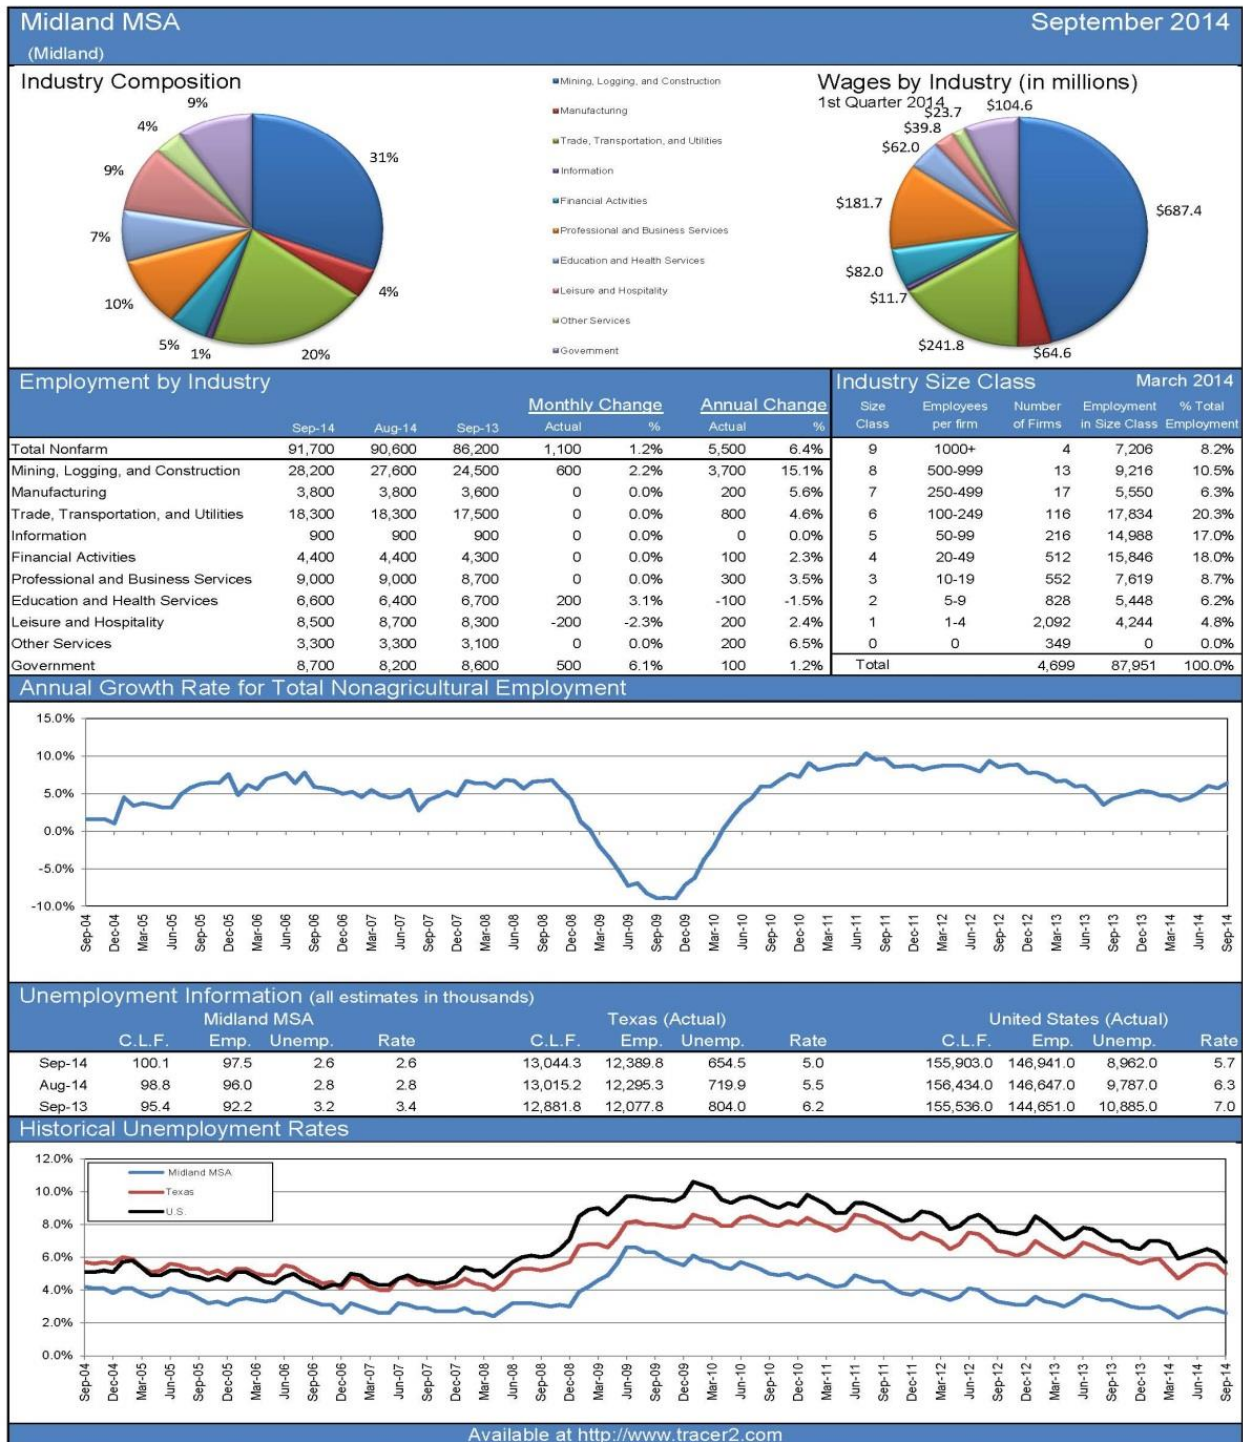 Midland MSA September 2014
(Midland)
Industry Composition
9%
4%
9%
7%
10%
5%
1%
20%
4%
31%
Mining, Logging, and Construction
Manufacturing
Trade, Transportation, and Utilities
Information
Financial Activities
Professional and Business Services
Education and Health Services
Leisure and Hospitality
Other Services
Government
Wages by Industry (in millions)
1st Quarter 2014
$23.7
$104.6
$39.8
$62.0
$181.7
$82.0
$11.7
$241.8
$64.6
$687.4
Employment by Industry
Monthly Change Annual Change
Sep-14 Aug-14 Sep-13 Actual % Actual %
Total Nonfarm 91,700 90,600 86,200 1,100 1.2% 5,500 6.4%
Mining, Logging, and Construction 28,200 27,600 24,500 600 2.2% 3,700 15.1%
Manufacturing 3,800 3,800 3,600 0 0.0% 200 5.6%
Trade, Transportation, and Utilities 18,300 18,300 17,500 0 0.0% 800 4.6%
Information 900 900 900 0 0.0% 0 0.0%
Financial Activities 4,400 4,400 4,300 0 0.0% 100 2.3%
Professional and Business Services 9,000 9,000 8,700 0 0.0% 300 3.5%
Education and Health Services 6,600 6,400 6,700 200 3.1% -100 -1.5%
Leisure and Hospitality 8,500 8,700 8,300 -200 -2.3% 200 2.4%
Other Services 3,300 3,300 3,100 0 0.0% 200 6.5%
Government 8,700 8,200 8,600 500 6.1% 100 1.2%
Industry Size Class March 2014
Size Employees Number Employment % Total
Class per firm of Firms in Size Class Employment
9 1000+ 4 7,206 8.2%
8 500-999 13 9,216 10.5%
7 250-499 17 5,550 6.3%
6 100-249 116 17,834 20.3%
5 50-99 216 14,988 17.0%
4 20-49 512 15,846 18.0%
3 10-19 552 7,619 8.7%
2 5-9 828 5,448 6.2%
1 1-4 2,092 4,244 4.8%
0 0 349 0 0.0%
Total 4,699 87,951 100.0%
Annual Growth Rate for Total Nonagricultural Employment
15.0%
10.0%
5.0%
0.0%
-5.0%
-10.0%
Sep-04 Dec-04 Mar-05 Jun-05 Sep-05 Dec-05 Mar-06 Jun-06 Sep-06 Dec-06 Mar-07 Jun-07 Sep-07 Dec-07 Mar-08 Jun-08 Sep-08 Dec-08 Mar-09 Jun-09 Sep-09 Dec-09 Mar-10 Jun-10 Sep-10 Dec-10 Mar-11 Jun-11 Sep-11 Dec-11 Mar-12 Jun-12 Sep-12 Dec-12 Mar-13 Jun-13 Sep-13 Dec-13 Mar-14 Jun-14 Sep-14
Unemployment Information (all estimates in thousands)
Midland MSA Texas (Actual) United States (Actual)
C.L.F. Emp. Unemp. Rate C.L.F. Emp. Unemp. Rate C.L.F. Emp. Unemp. Rate
Sep-14 100.1 97.5 2.6 2.6 13,044.3 12,389.8 654.5 5.0 155,903.0 146,941.0 8,962.0 5.7
Aug-14 98.8 96.0 2.8 2.8 13,015.2 12,295.3 719.9 5.5 156,434.0 146,647.0 9,787.0 6.3
Sep-13 95.4 92.2 3.2 3.4 12,881.8 12,077.8 804.0 6.2 155,536.0 144,651.0 10,885.0 7.0
Historical Unemployment Rates
12.0%
10.0%
8.0%
6.0%
4.0%
2.0%
0.0%
Midland MSA
Texas
U.S.
Sep-04 Dec-04 Mar-05 Jun-05 Sep-05 Dec-05 Mar-06 Jun-06 Sep-06 Dec-06 Mar-07 Jun-07 Sep-07 Dec-07 Mar-08 Jun-08 Sep-08 Dec-08 Mar-09 Jun-09 Sep-09 Dec-09 Mar-10 Jun-10 Sep-10 Dec-10 Mar-11 Jun-11 Sep-11 Dec-11 Mar-12 Jun-12 Sep-12 Dec-12 Mar-13 Jun-13 Sep-13 Dec-13 Mar-14 Jun-14 Sep-14
Available at http://www.tracer2.com